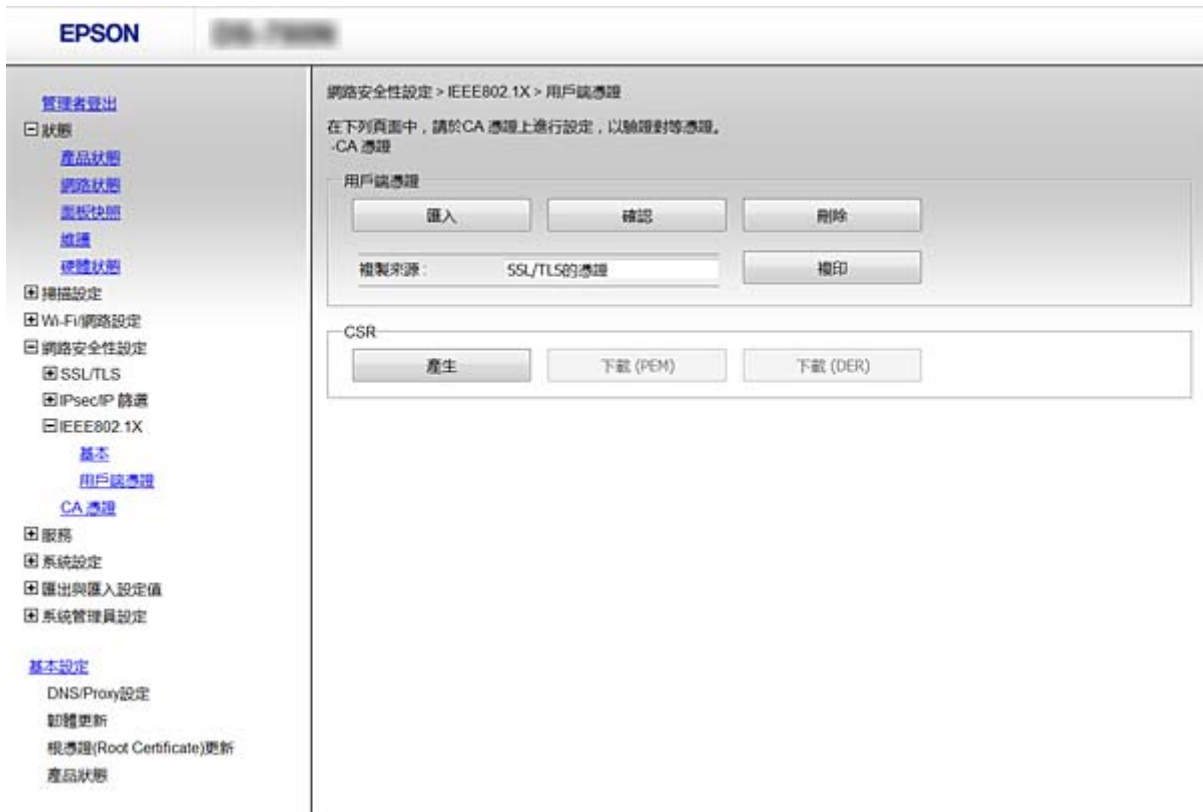 EPSON
管理者登出
狀態
產品狀態
網路狀態
面板快照
維護
硬體狀態
掃描設定
Wi-Fi/網路設定
網路安全性設定
SSL/TLS
IPsec/IP 篩選
IEEE802.1X
基本
用戶端憑證
CA 憑證
服務
系統設定
匯出與匯入設定值
系統管理員設定
基本設定
DNS/Proxy設定
韌體更新
根憑證(Root Certificate)更新
產品狀態
網路安全性設定 > IEEE802.1X > 用戶端憑證
在下列頁面中，請於CA 憑證上進行設定，以驗證對等憑證。
-CA 憑證
用戶端憑證
匯入 確認 刪除
複製來源 : SSL/TLS的憑證 複印
CSR
產生 下載 (PEM) 下載 (DER)